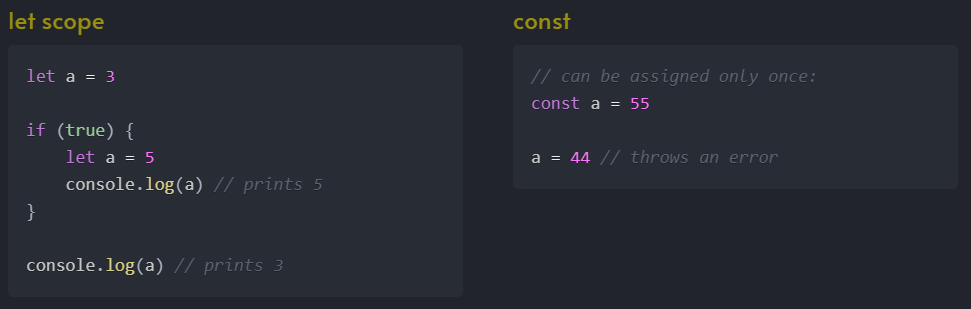 let scope
let a = 3
if (true) {
let a = 5
console.log(a) // prints 5
}
console.log(a) // prints 3
const
// can be assigned only once:
const a = 55
a = 44 // throws an error